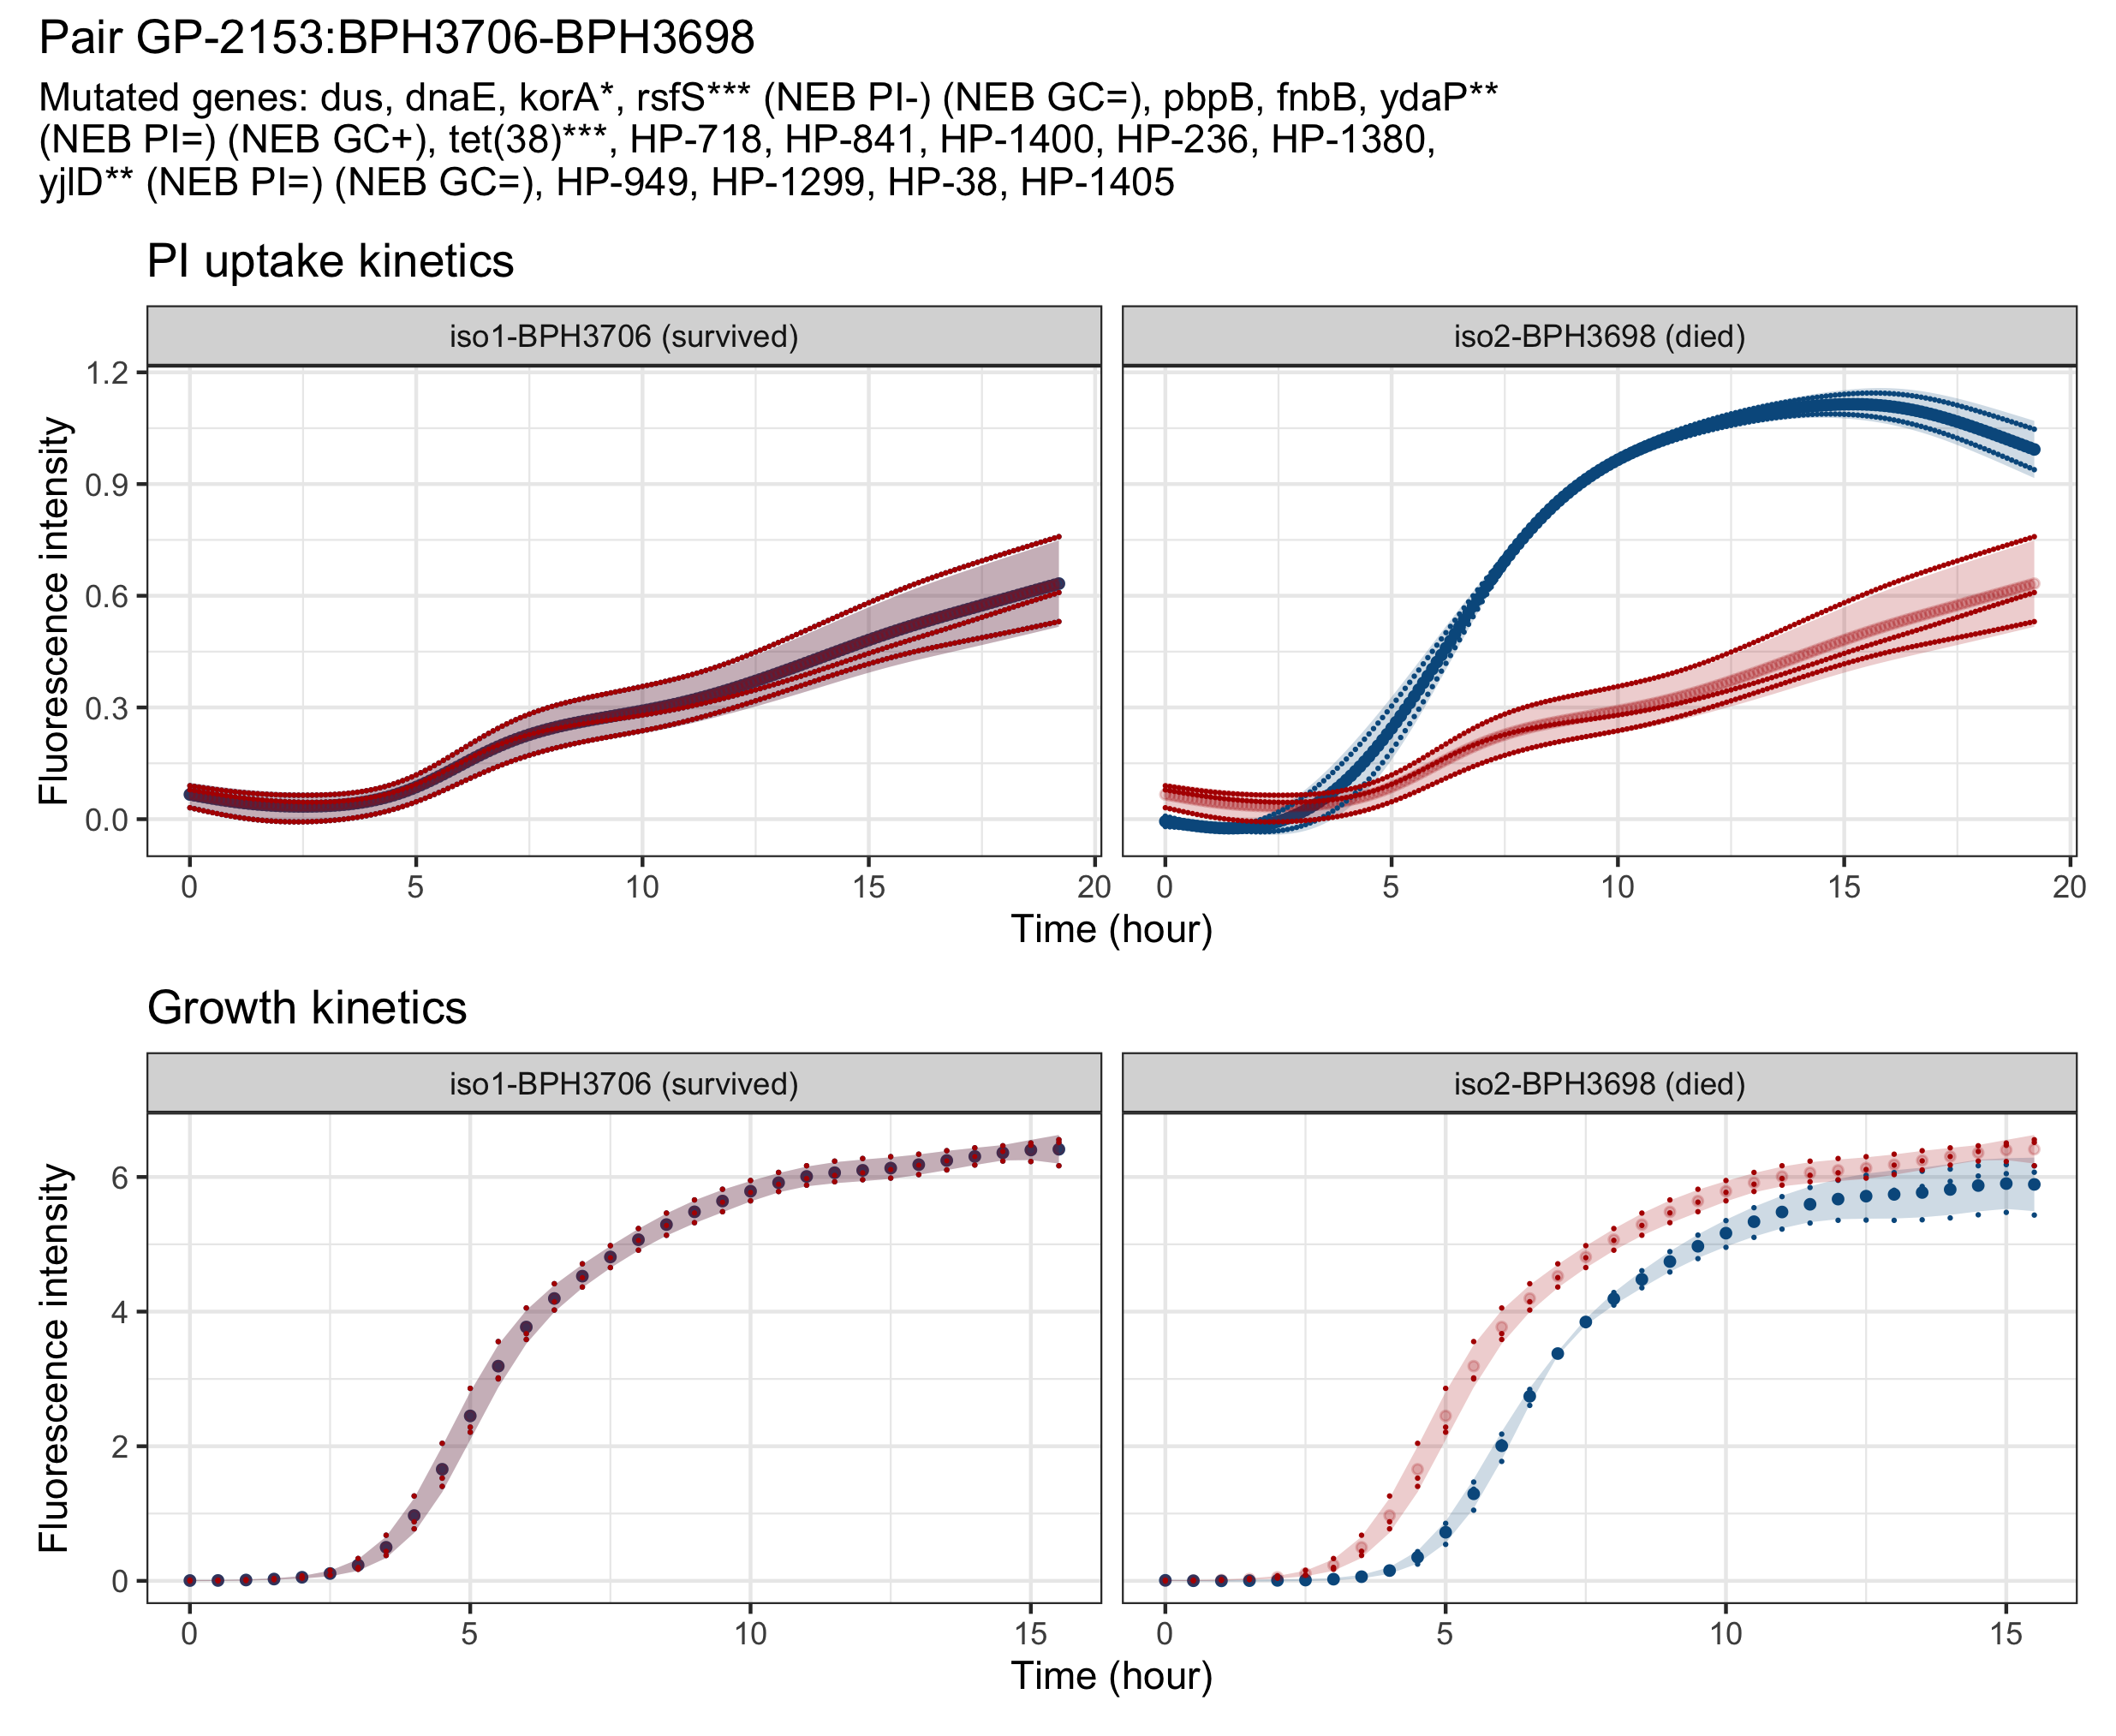 Pair GP-2153:BPH3706-BPH3698
Mutated genes: dus, dnaE, korA*, rsfS*** (NEB PI-) (NEB GC=), pbpB, fnbB, ydaP**
(NEB PI=) (NEB GC+), tet(38)***, HP-718, HP-841, HP-1400, HP-236, HP-1380,
yjlD** (NEB PI=) (NEB GC=), HP-949, HP-1299, HP-38, HP-1405
PI uptake kinetics
iso1-BPH3706 (survived)
iso2-BPH3698 (died)
Fluorescence intensity
1.2
0.9
0.6
0.3
0.0
0 5 10 15 20
0 5 10 15 20
Time (hour)
Growth kinetics
iso1-BPH3706 (survived)
iso2-BPH3698 (died)
Fluorescence intensity
6
4
2
0
0 5 10 15
0 5 10 15
Time (hour)